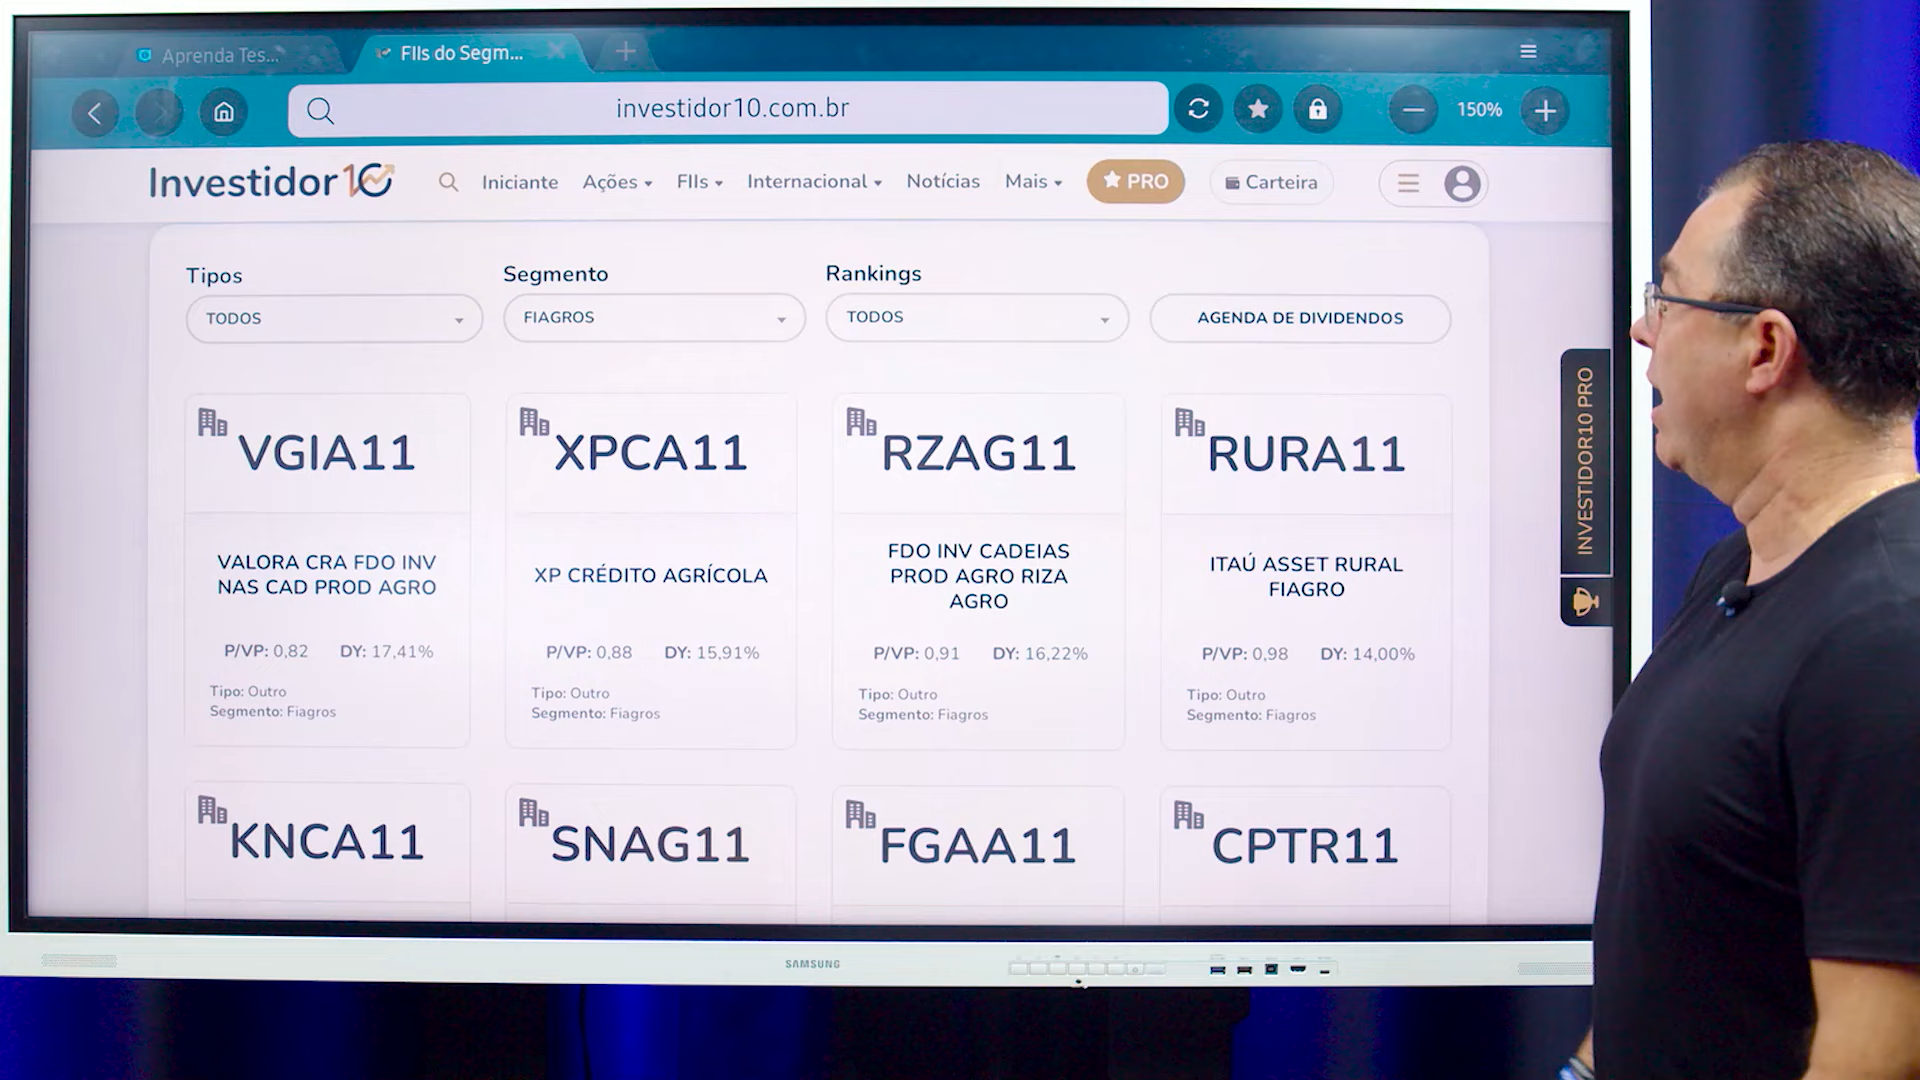 Aprenda Tes...
FIIs do Segm...
investidor10.com.br
150%
Investidor 10
Iniciante
Ações
FIIs
Internacional
Notícias
Mais
PRO
Carteira
Tipos
Segmento
Rankings
TODOS
FIAGROS
TODOS
AGENDA DE DIVIDENDOS
INVESTIDOR10 PRO
VGIA11
XPCA11
RZAG11
RURA11
VALORA CRA FDO INV
NAS CAD PROD AGRO
XP CRÉDITO AGRÍCOLA
FDO INV CADEIAS
PROD AGRO RIZA
AGRO
ITAÚ ASSET RURAL
FIAGRO
P/VP: 0,82 DY: 17,41%
P/VP: 0,88 DY: 15,91%
P/VP: 0,91 DY: 16,22%
P/VP: 0,98 DY: 14,00%
Tipo: Outro
Segmento: Fiagros
Tipo: Outro
Segmento: Fiagros
Tipo: Outro
Segmento: Fiagros
Tipo: Outro
Segmento: Fiagros
KNCA11
SNAG11
FGAA11
CPTR11
SAMSUNG